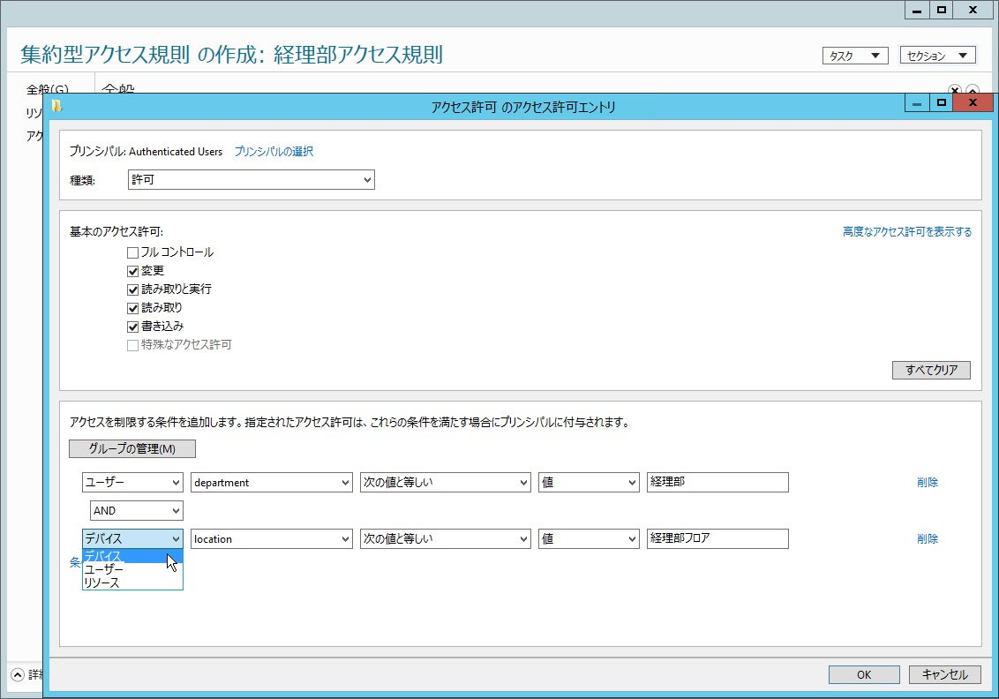 集約型アクセス規則 の作成: 経理部アクセス規則
タスク
セクション
全般(G)
全般
リソ
アク
アクセス許可 のアクセス許可エントリ
プリンシパル: Authenticated Users プリンシパルの選択
種類: 許可
基本のアクセス許可:
高度なアクセス許可を表示する
フル コントロール
変更
読み取りと実行
読み取り
書き込み
特殊なアクセス許可
すべてクリア
アクセスを制限する条件を追加します。指定されたアクセス許可は、これらの条件を満たす場合にプリンシパルに付与されます。
グループの管理(M)
ユーザー department 次の値と等しい 値 経理部 削除
AND
デバイス location 次の値と等しい 値 経理部フロア 削除
条
デバイス
ユーザー
リソース
詳細
OK
キャンセル